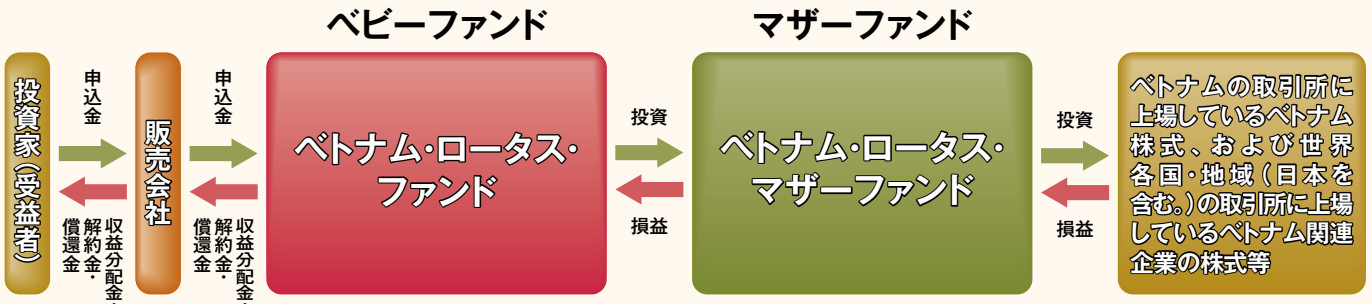 ベビーファンド
マザーファンド
投資家(受益者)
申込金
収益分配金・
解約金・
償還金
販売会社
申込金
収益分配金・
解約金・
償還金
ベトナム・ロータス・
ファンド
投資
損益
ベトナム・ロータス・
マザーファンド
投資
損益
ベトナムの取引所に
上場しているベトナム
株式、および世界
各国・地域(日本を
含む。)の取引所に上場
しているベトナム関連
企業の株式等